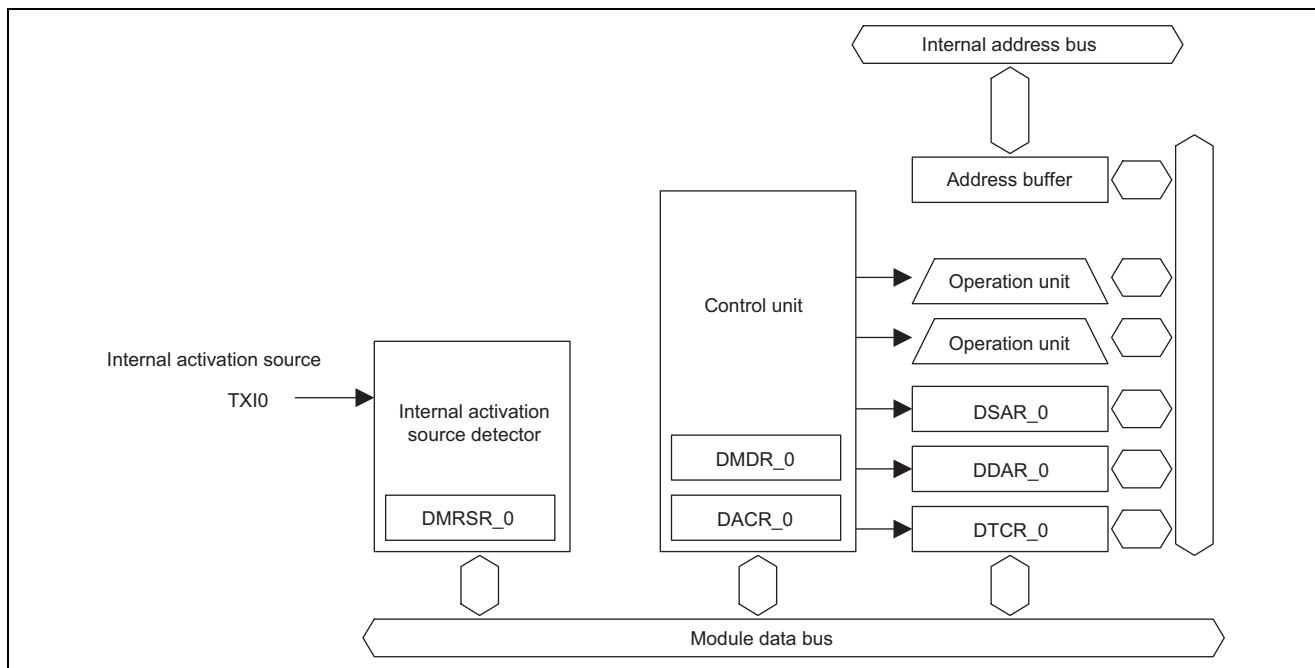 Internal address bus
Address buffer
Control unit
Operation unit
Operation unit
Internal activation source
TXI0
Internal activation
source detector
DSAR_0
DMDR_0
DDAR_0
DMRSR_0
DACR_0
DTCR_0
Module data bus